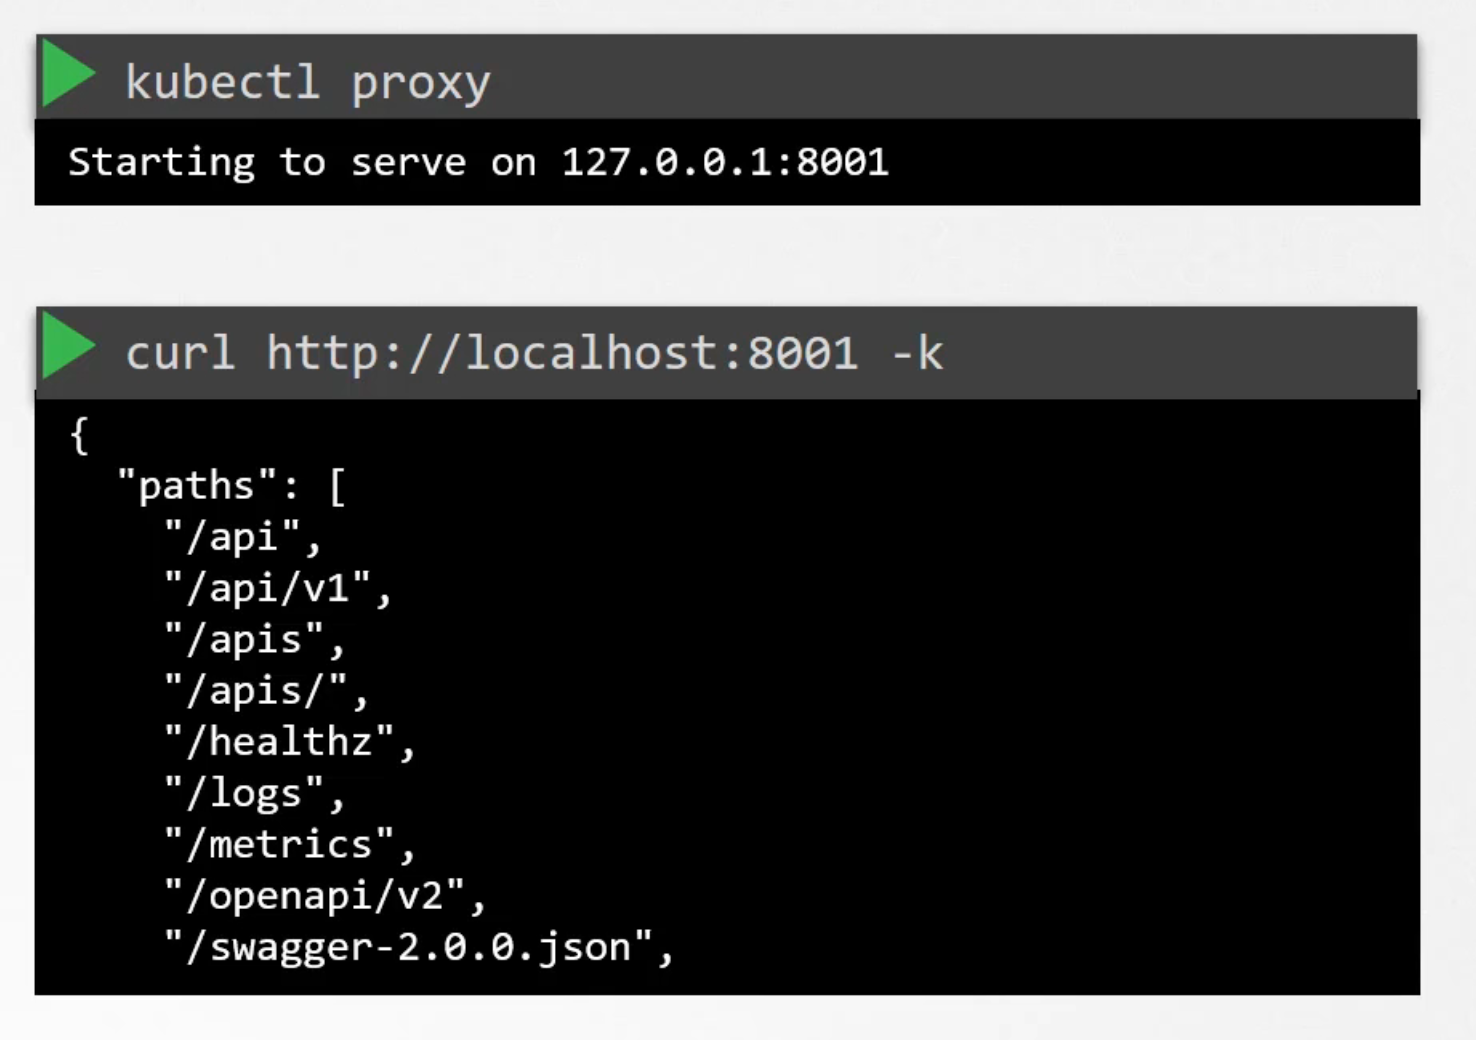 kubectl proxy
Starting to serve on 127.0.0.1:8001
curl http://localhost:8001 -k
{
  "paths": [
    "/api",
    "/api/v1",
    "/apis",
    "/apis/",
    "/healthz",
    "/logs",
    "/metrics",
    "/openapi/v2",
    "/swagger-2.0.0.json",